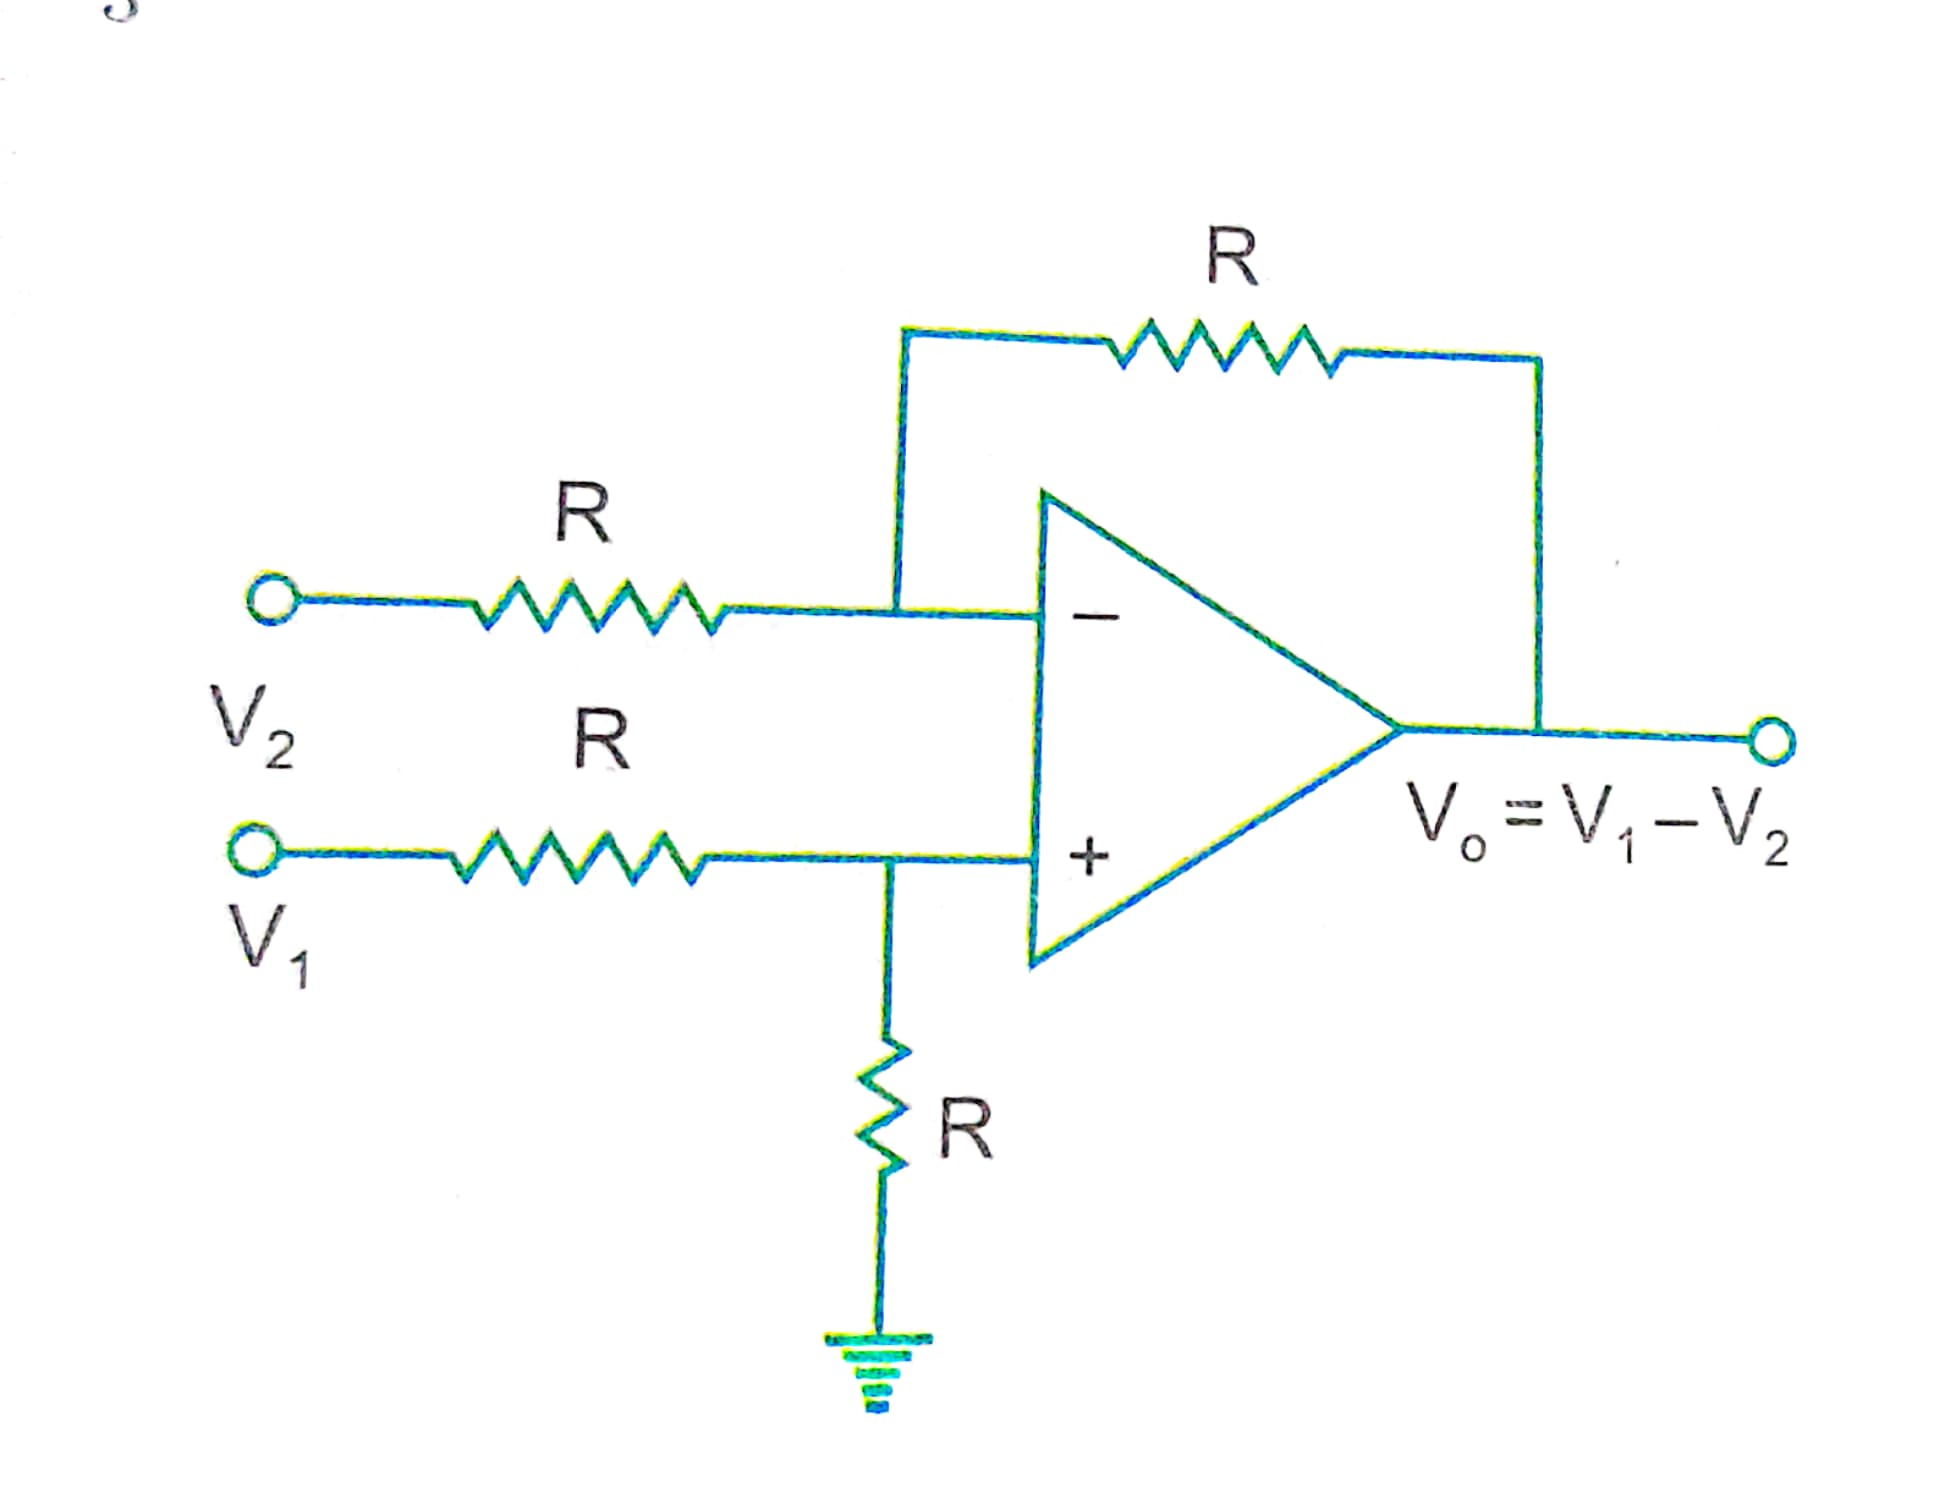 R
R
V₂
R
−
V₁
+
Vₒ = V₁ − V₂
R